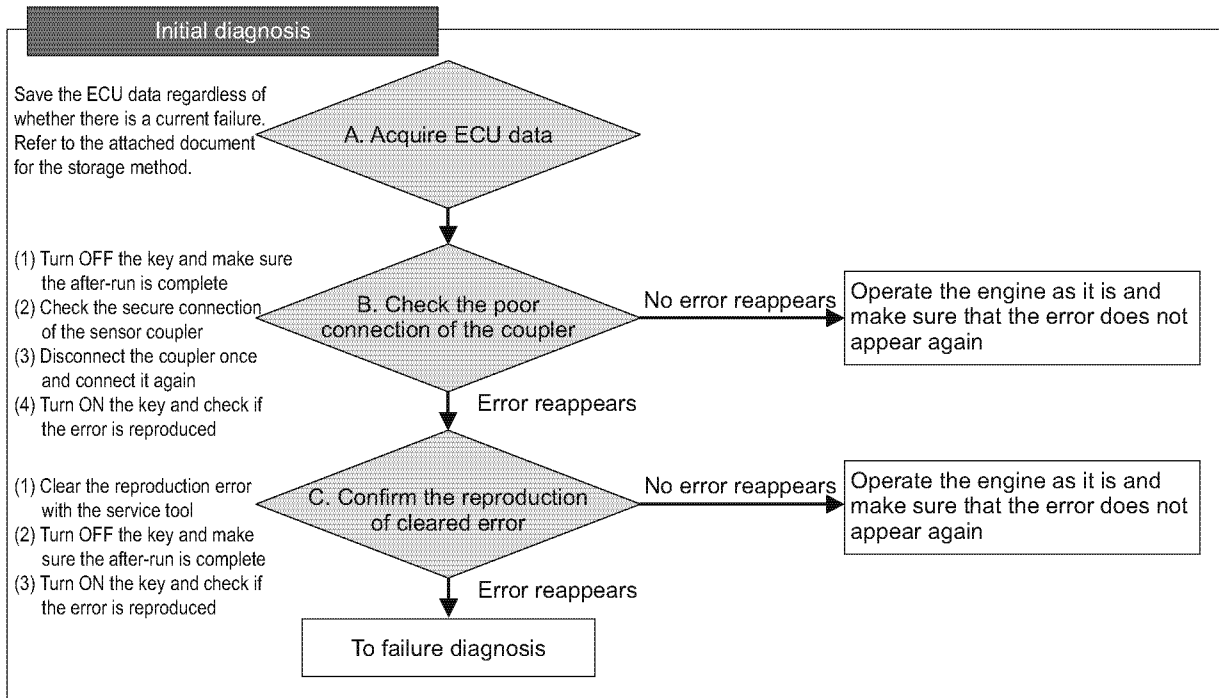 Initial diagnosis
Save the ECU data regardless of
whether there is a current failure.
Refer to the attached document
for the storage method.
A. Acquire ECU data
(1) Turn OFF the key and make sure
the after-run is complete
(2) Check the secure connection
of the sensor coupler
(3) Disconnect the coupler once
and connect it again
(4) Turn ON the key and check if
the error is reproduced
B. Check the poor
connection of the coupler
No error reappears
Operate the engine as it is and
make sure that the error does not
appear again
Error reappears
(1) Clear the reproduction error
with the service tool
(2) Turn OFF the key and make
sure the after-run is complete
(3) Turn ON the key and check if
the error is reproduced
C. Confirm the reproduction
of cleared error
No error reappears
Operate the engine as it is and
make sure that the error does not
appear again
Error reappears
To failure diagnosis